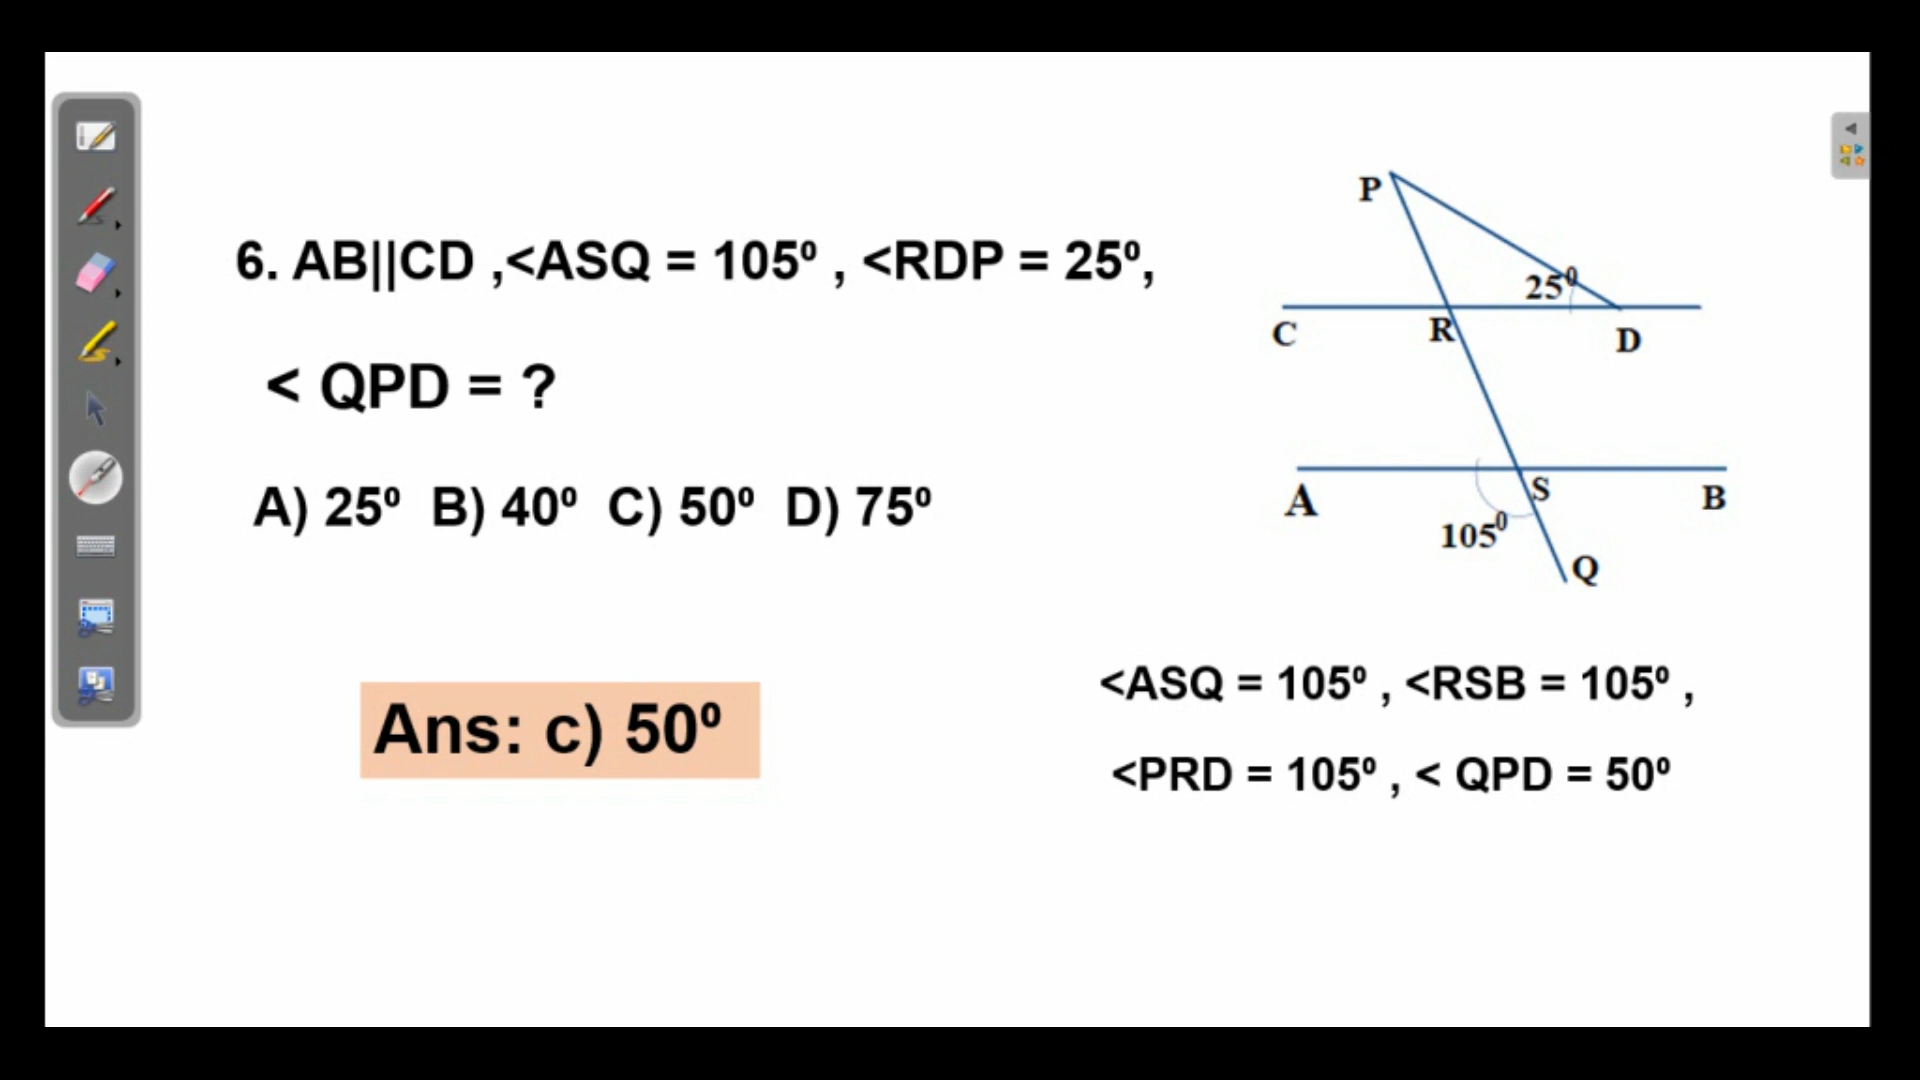 6. AB||CD ,<ASQ = 105⁰ , <RDP = 25⁰,
< QPD = ?
A) 25⁰ B) 40⁰ C) 50⁰ D) 75⁰
Ans: c) 50⁰
P
25⁰
C
R
D
A
S
B
105⁰
Q
<ASQ = 105⁰ , <RSB = 105⁰ ,
<PRD = 105⁰ , < QPD = 50⁰